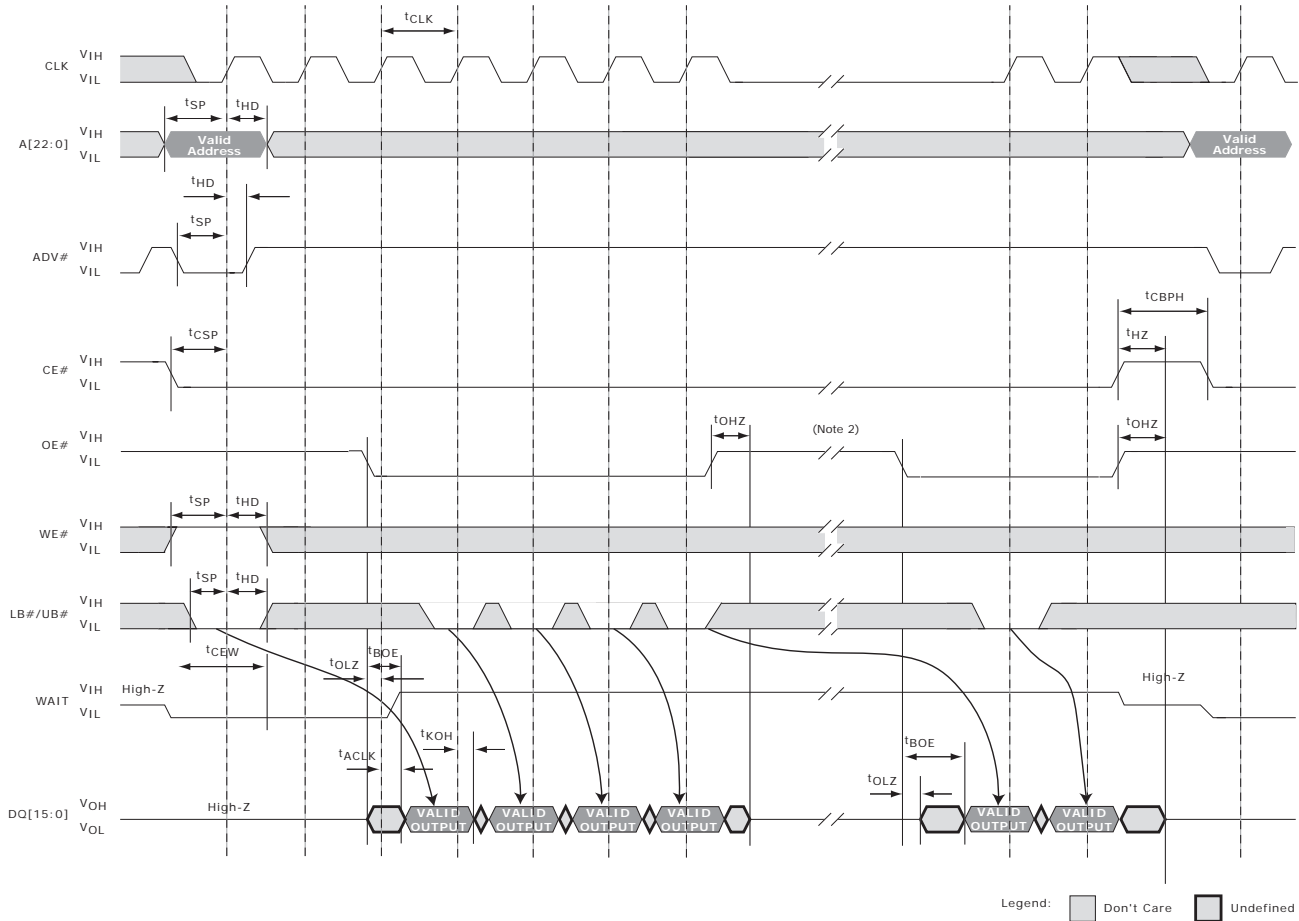 tCLK
CLK VIH
VIL
tSP tHD
A[22:0] VIH
VIL
Valid
Address
Valid
Address
tHD
tSP
ADV# VIH
VIL
tCBPH
tCSP
tHZ
CE# VIH
VIL
tOHZ
(Note 2)
tOHZ
OE# VIH
VIL
tSP tHD
WE# VIH
VIL
tSP tHD
LB#/UB# VIH
VIL
tCEW
tBOE
tOLZ
High-Z
High-Z
WAIT VIH
VIL
tKOH
tACLK
tBOE
tOLZ
High-Z
DQ[15:0] VOH
VOL
VALID
OUTPUT
VALID
OUTPUT
VALID
OUTPUT
VALID
OUTPUT
VALID
OUTPUT
VALID
OUTPUT
Legend: Don't Care Undefined